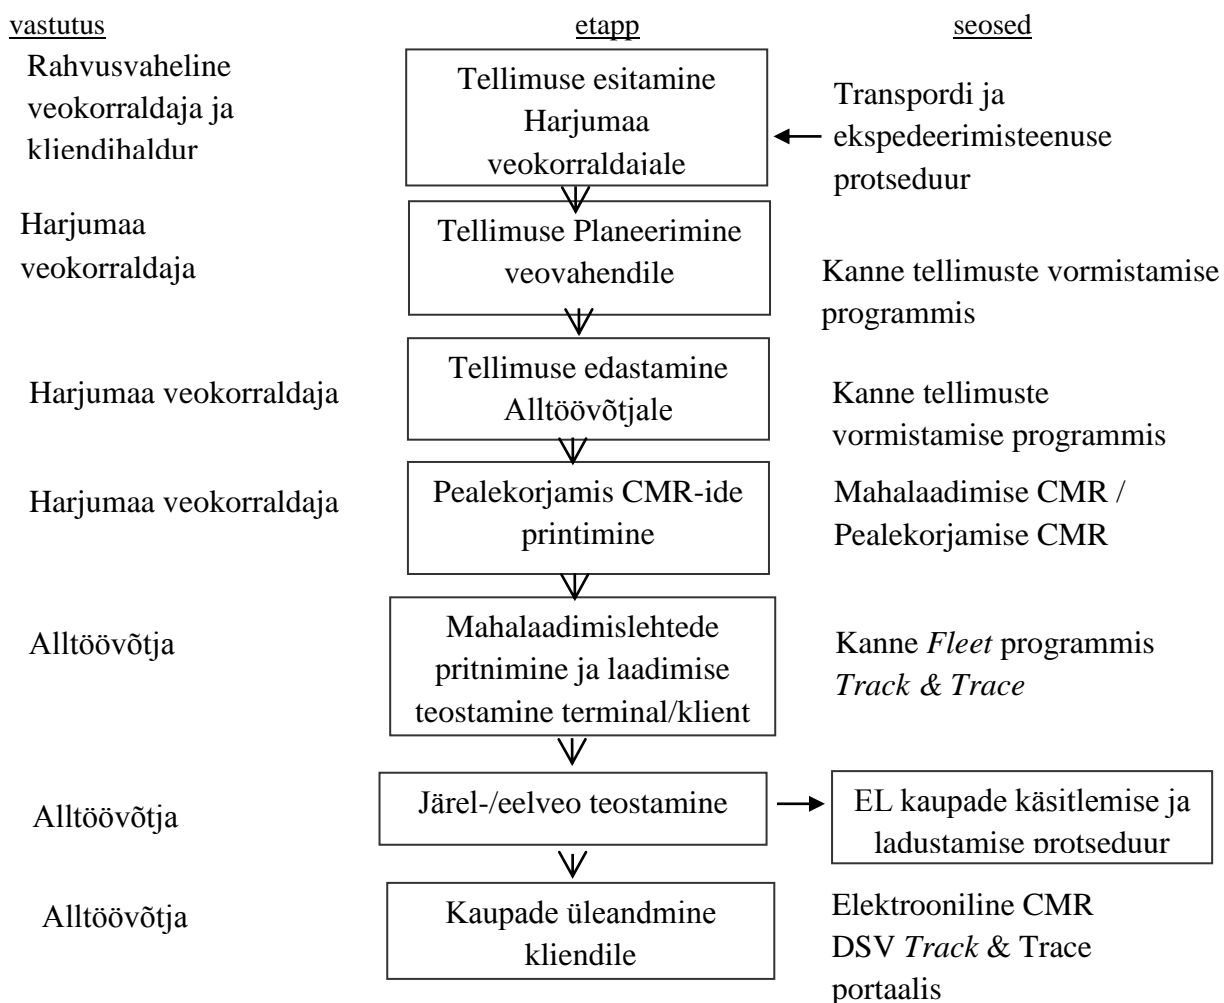 vastutus
etapp
seosed
Rahvusvaheline
veokorraldaja ja
kliendihaldur
Tellimuse esitamine
Harjumaa
veokorraldajale
Transpordi ja
ekspedeerimisteenuse
protseduur
Harjumaa
veokorraldaja
Tellimuse Planeerimine
veovahendile
Kanne tellimuste vormistamise
programmis
Harjumaa veokorraldaja
Tellimuse edastamine
Alltöövõtjale
Kanne tellimuste
vormistamise programmis
Harjumaa veokorraldaja
Pealekorjamis CMR-ide
printimine
Mahalaadimise CMR /
Pealekorjamise CMR
Alltöövõtja
Mahalaadimislehtede
pritnimine ja laadimise
teostamine terminal/klient
Kanne Fleet programmis
Track & Trace
Alltöövõtja
Järel-/eelveo teostamine
EL kaupade käsitlemise ja
ladustamise protseduur
Alltöövõtja
Kaupade üleandmine
kliendile
Elektrooniline CMR
DSV Track & Trace
portaalis